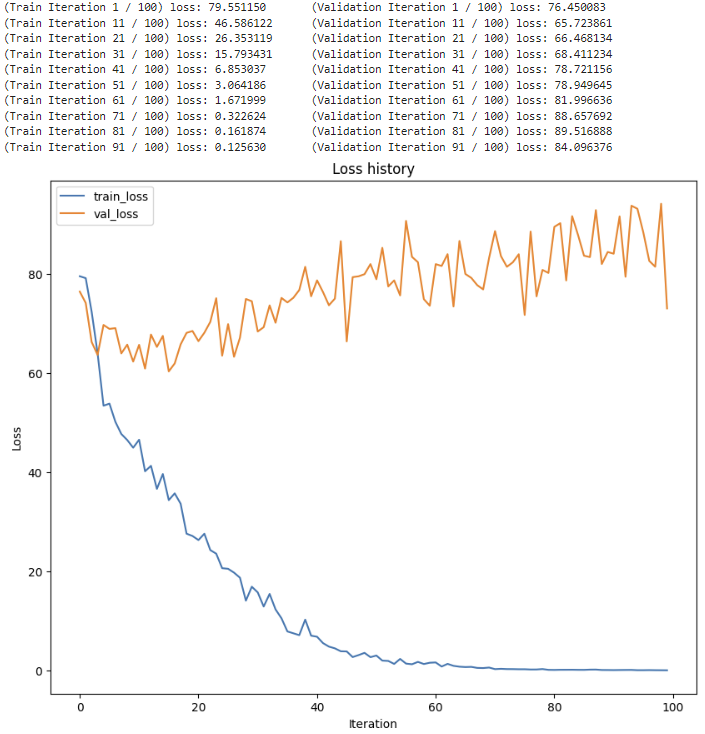 (Train Iteration 1 / 100) loss: 79.551150 (Validation Iteration 1 / 100) loss: 76.450083
(Train Iteration 11 / 100) loss: 46.586122 (Validation Iteration 11 / 100) loss: 65.723861
(Train Iteration 21 / 100) loss: 26.353119 (Validation Iteration 21 / 100) loss: 66.468134
(Train Iteration 31 / 100) loss: 15.793431 (Validation Iteration 31 / 100) loss: 68.411234
(Train Iteration 41 / 100) loss: 6.853037 (Validation Iteration 41 / 100) loss: 78.721156
(Train Iteration 51 / 100) loss: 3.064186 (Validation Iteration 51 / 100) loss: 78.949645
(Train Iteration 61 / 100) loss: 1.671999 (Validation Iteration 61 / 100) loss: 81.996636
(Train Iteration 71 / 100) loss: 0.322624 (Validation Iteration 71 / 100) loss: 88.657692
(Train Iteration 81 / 100) loss: 0.161874 (Validation Iteration 81 / 100) loss: 89.516888
(Train Iteration 91 / 100) loss: 0.125630 (Validation Iteration 91 / 100) loss: 84.096376
Loss history
train_loss
val_loss
80
60
40
20
0
Loss
0 20 40 60 80 100
Iteration